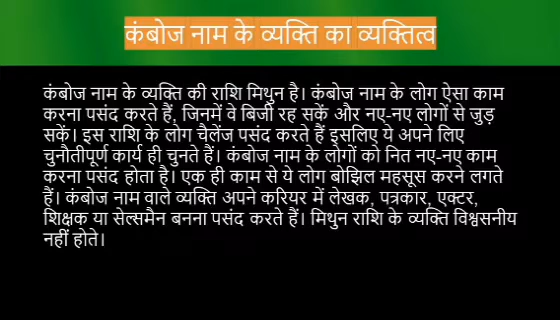 कंबोज नाम के व्यक्ति का व्यक्तित्व
कंबोज नाम के व्यक्ति की राशि मिथुन है। कंबोज नाम के लोग ऐसा काम
करना पसंद करते हैं, जिनमें वे बिजी रह सकें और नए-नए लोगों से जुड़
सकें। इस राशि के लोग चैलेंज पसंद करते हैं इसलिए ये अपने लिए
चुनौतीपूर्ण कार्य ही चुनते हैं। कंबोज नाम के लोगों को नित नए-नए काम
करना पसंद होता है। एक ही काम से ये लोग बोझिल महसूस करने लगते
हैं। कंबोज नाम वाले व्यक्ति अपने करियर में लेखक, पत्रकार, एक्टर,
शिक्षक या सेल्समैन बनना पसंद करते हैं। मिथुन राशि के व्यक्ति विश्वसनीय
नहीं होते।